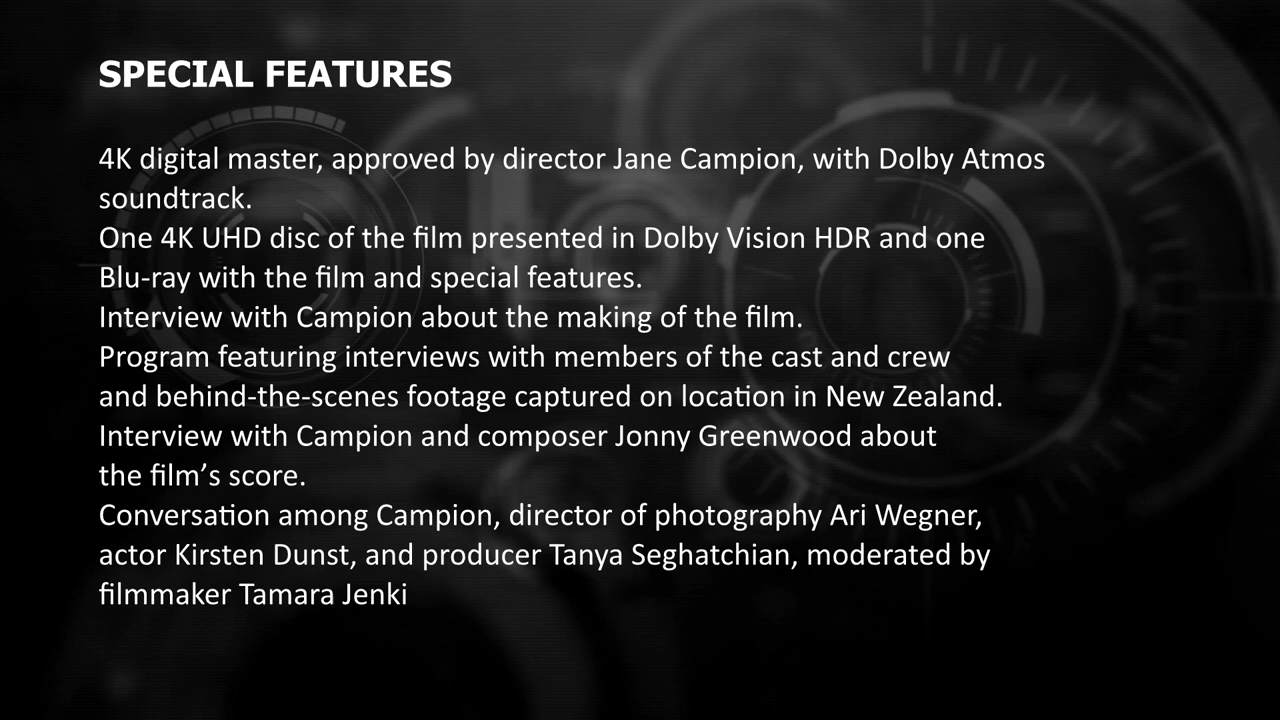 SPECIAL FEATURES
4K digital master, approved by director Jane Campion, with Dolby Atmos
soundtrack.
One 4K UHD disc of the film presented in Dolby Vision HDR and one
Blu-ray with the film and special features.
Interview with Campion about the making of the film.
Program featuring interviews with members of the cast and crew
and behind-the-scenes footage captured on location in New Zealand.
Interview with Campion and composer Jonny Greenwood about
the film’s score.
Conversation among Campion, director of photography Ari Wegner,
actor Kirsten Dunst, and producer Tanya Seghatchian, moderated by
filmmaker Tamara Jenki